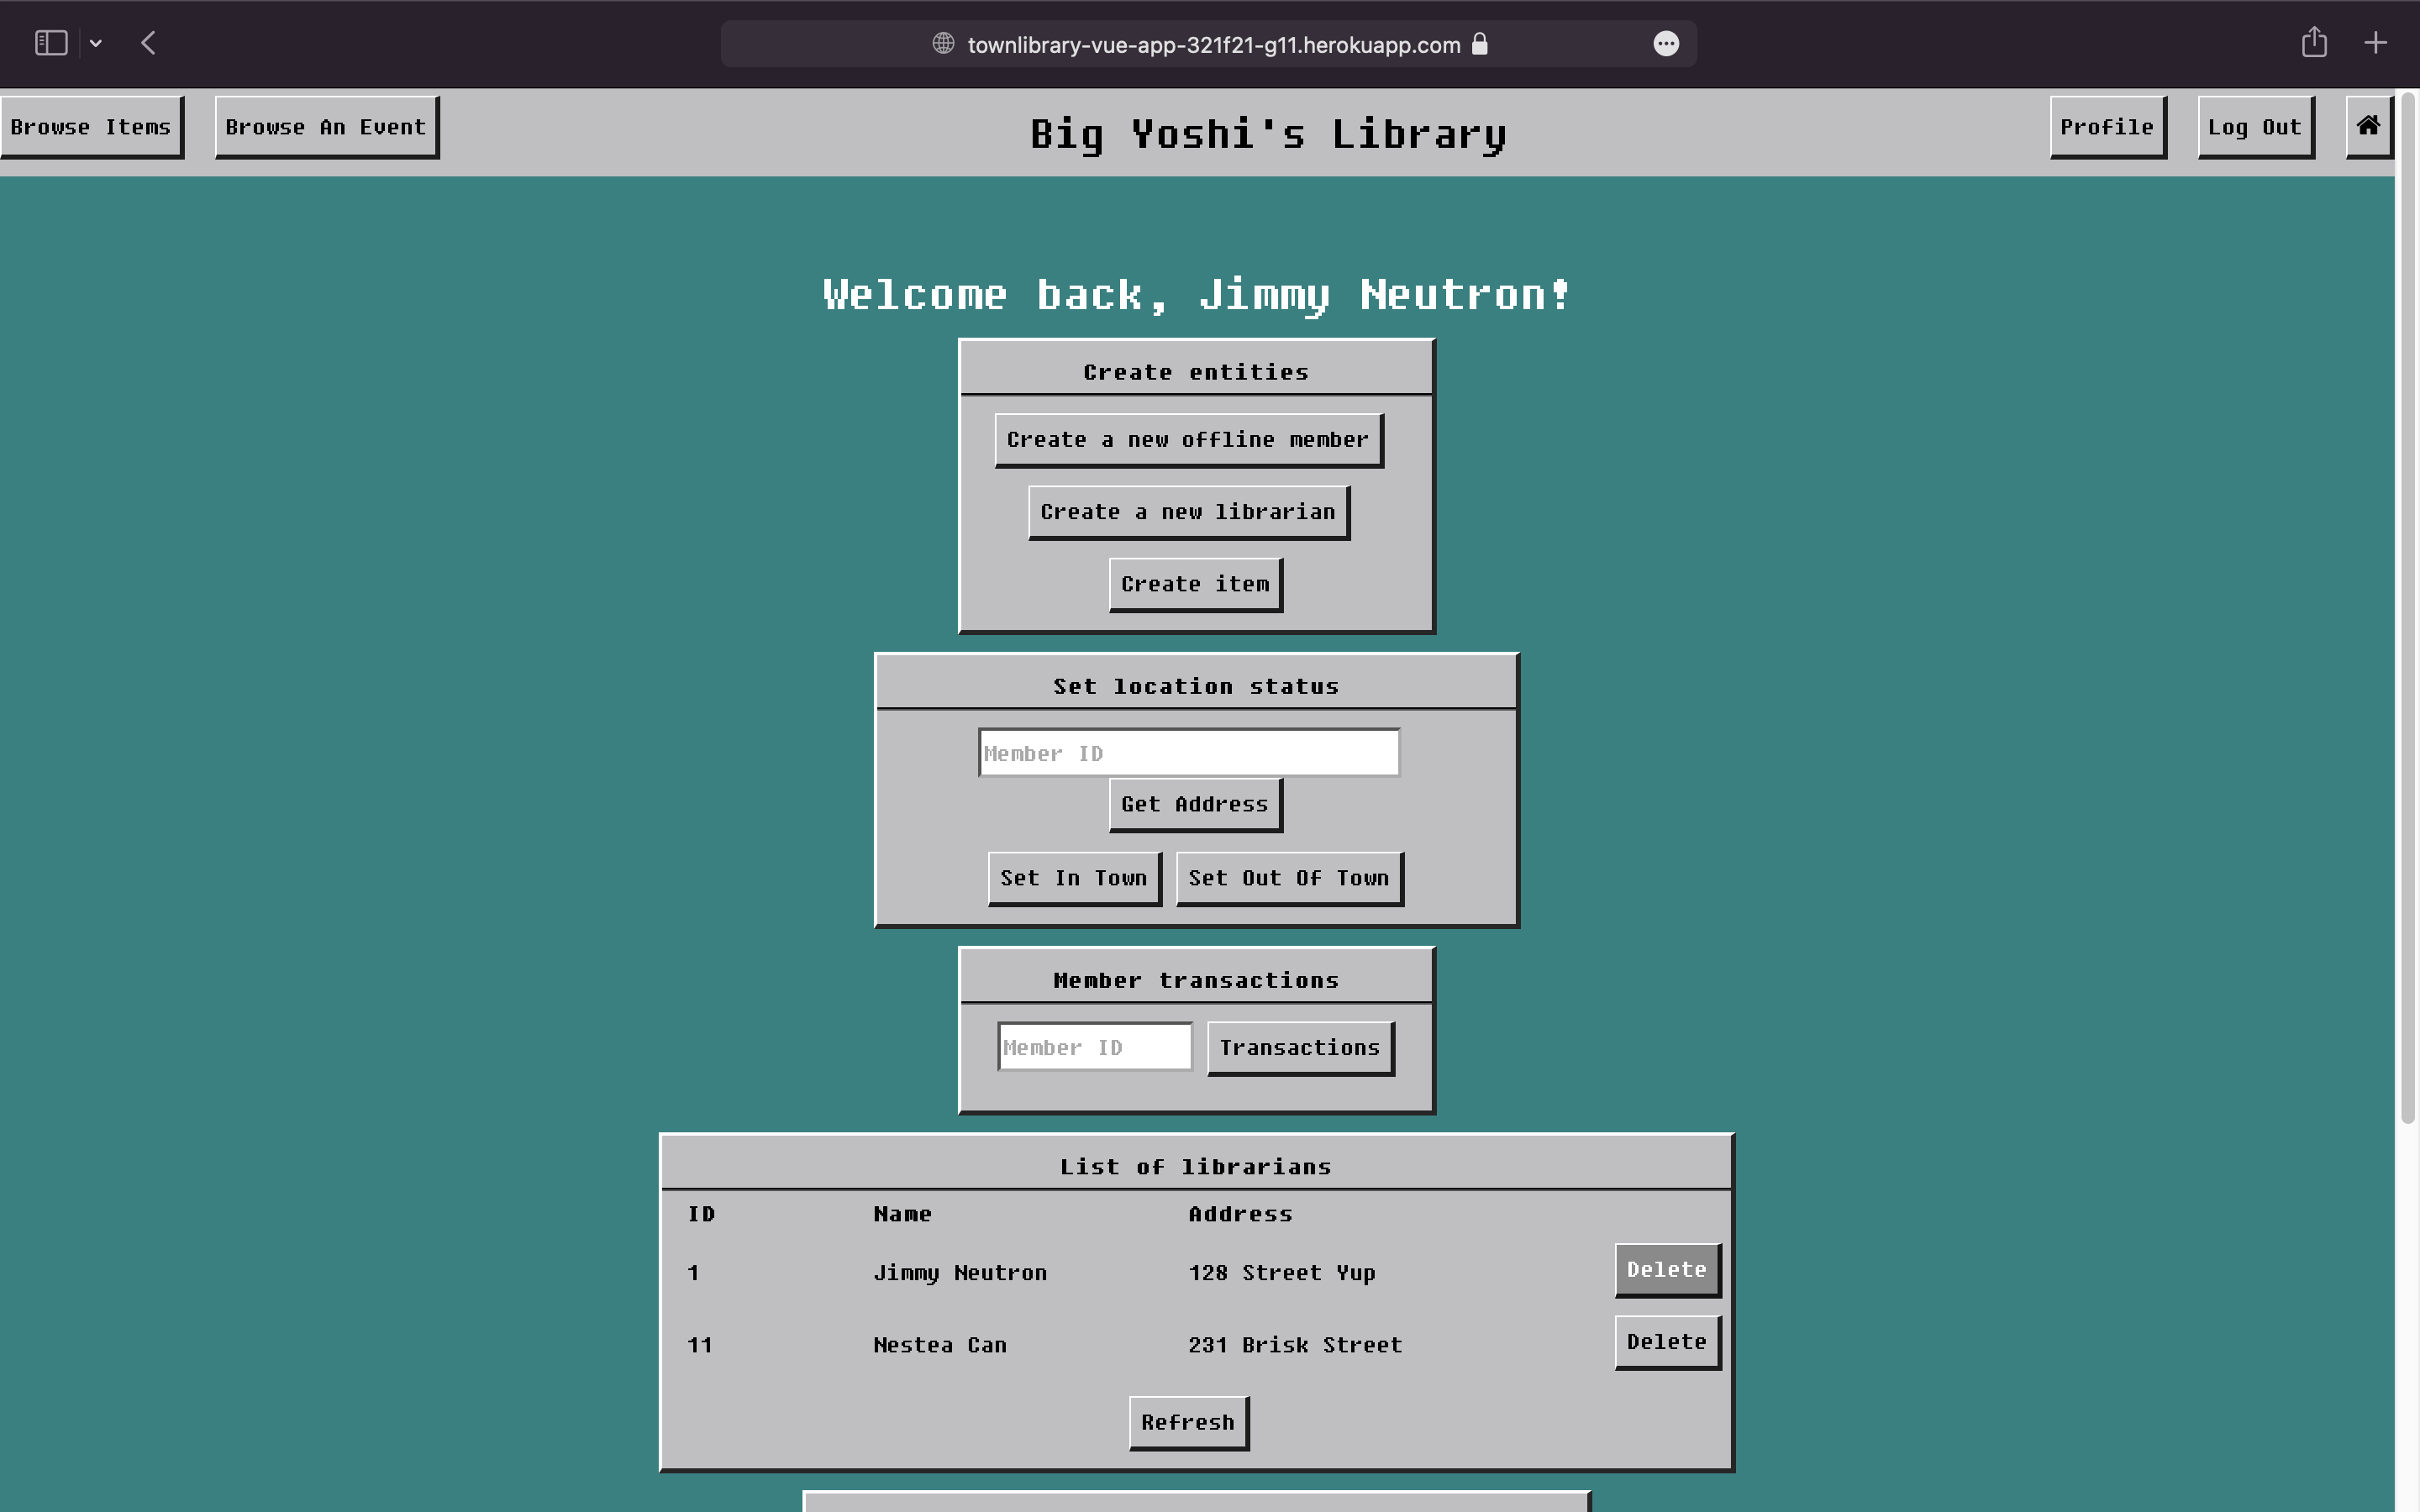 townlibrary-vue-app-321f21-g11.herokuapp.com
Browse Items Browse An Event Big Yoshi's Library Profile Log Out
Welcome back, Jimmy Neutron!
Create entities
Create a new offline member
Create a new librarian
Create item
Set location status
Member ID
Get Address
Set In Town Set Out Of Town
Member transactions
Member ID Transactions
List of librarians
ID Name Address
1 Jimmy Neutron 128 Street Yup Delete
11 Nestea Can 231 Brisk Street Delete
Refresh